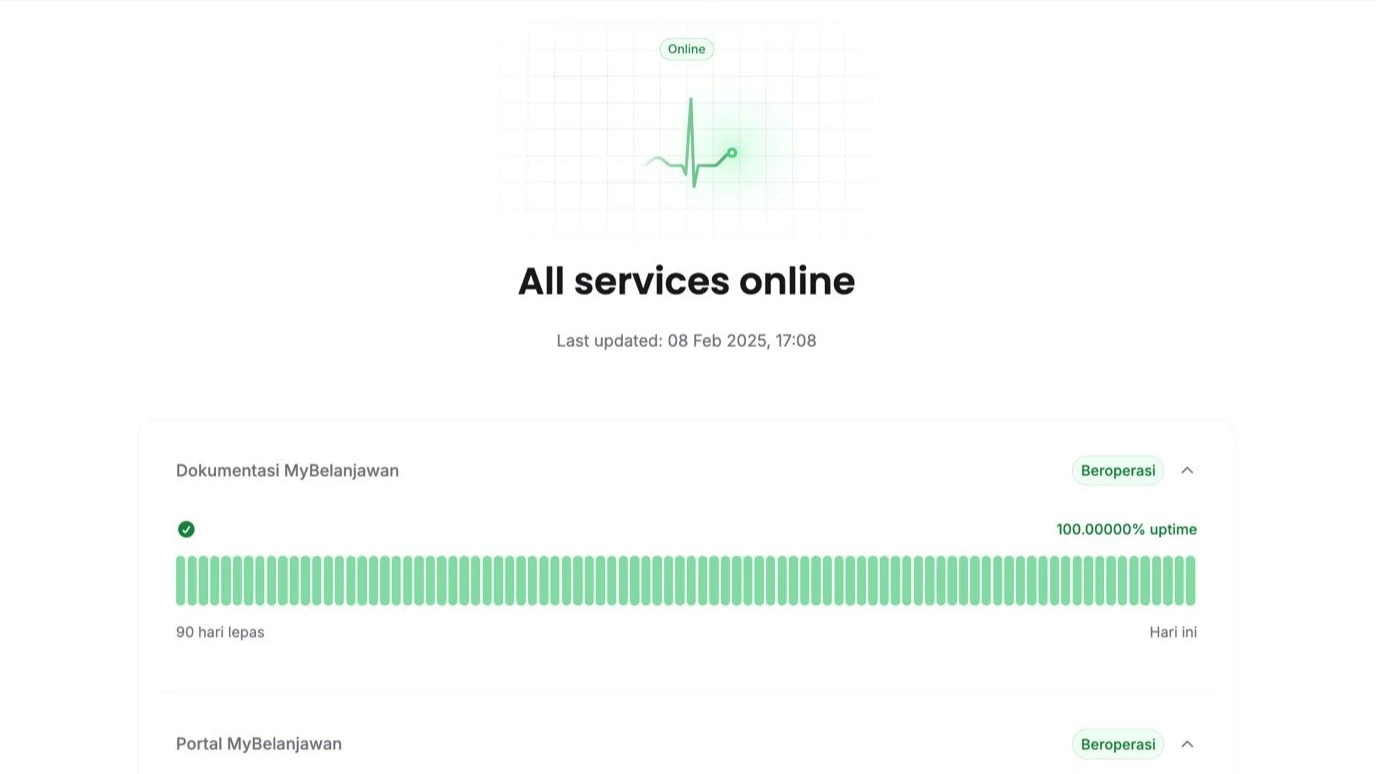 Online
All services online
Last updated: 08 Feb 2025, 17:08
Dokumentasi MyBelanjawan
Beroperasi
100.00000% uptime
90 hari lepas
Hari ini
Portal MyBelanjawan
Beroperasi